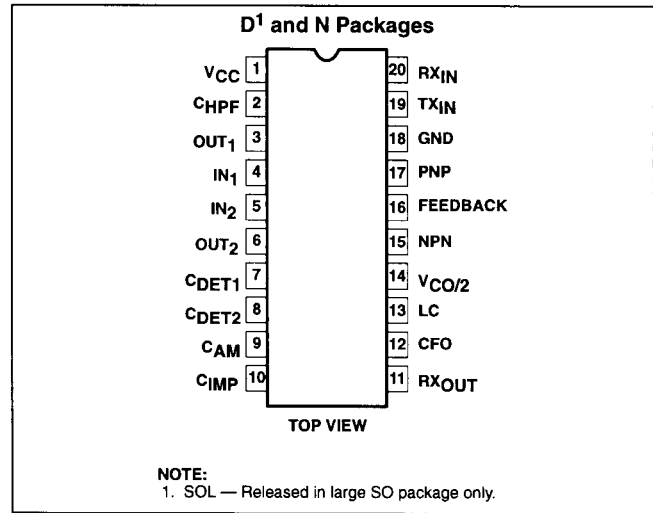 D1 and N Packages
VCC 1 20 RXIN
CHPF 2 19 TXIN
OUT1 3 18 GND
IN1 4 17 PNP
IN2 5 16 FEEDBACK
OUT2 6 15 NPN
CDET1 7 14 VCO/2
CDET2 8 13 LC
CAM 9 12 CFO
CIMP 10 11 RXOUT
TOP VIEW
NOTE:
1. SOL — Released in large SO package only.